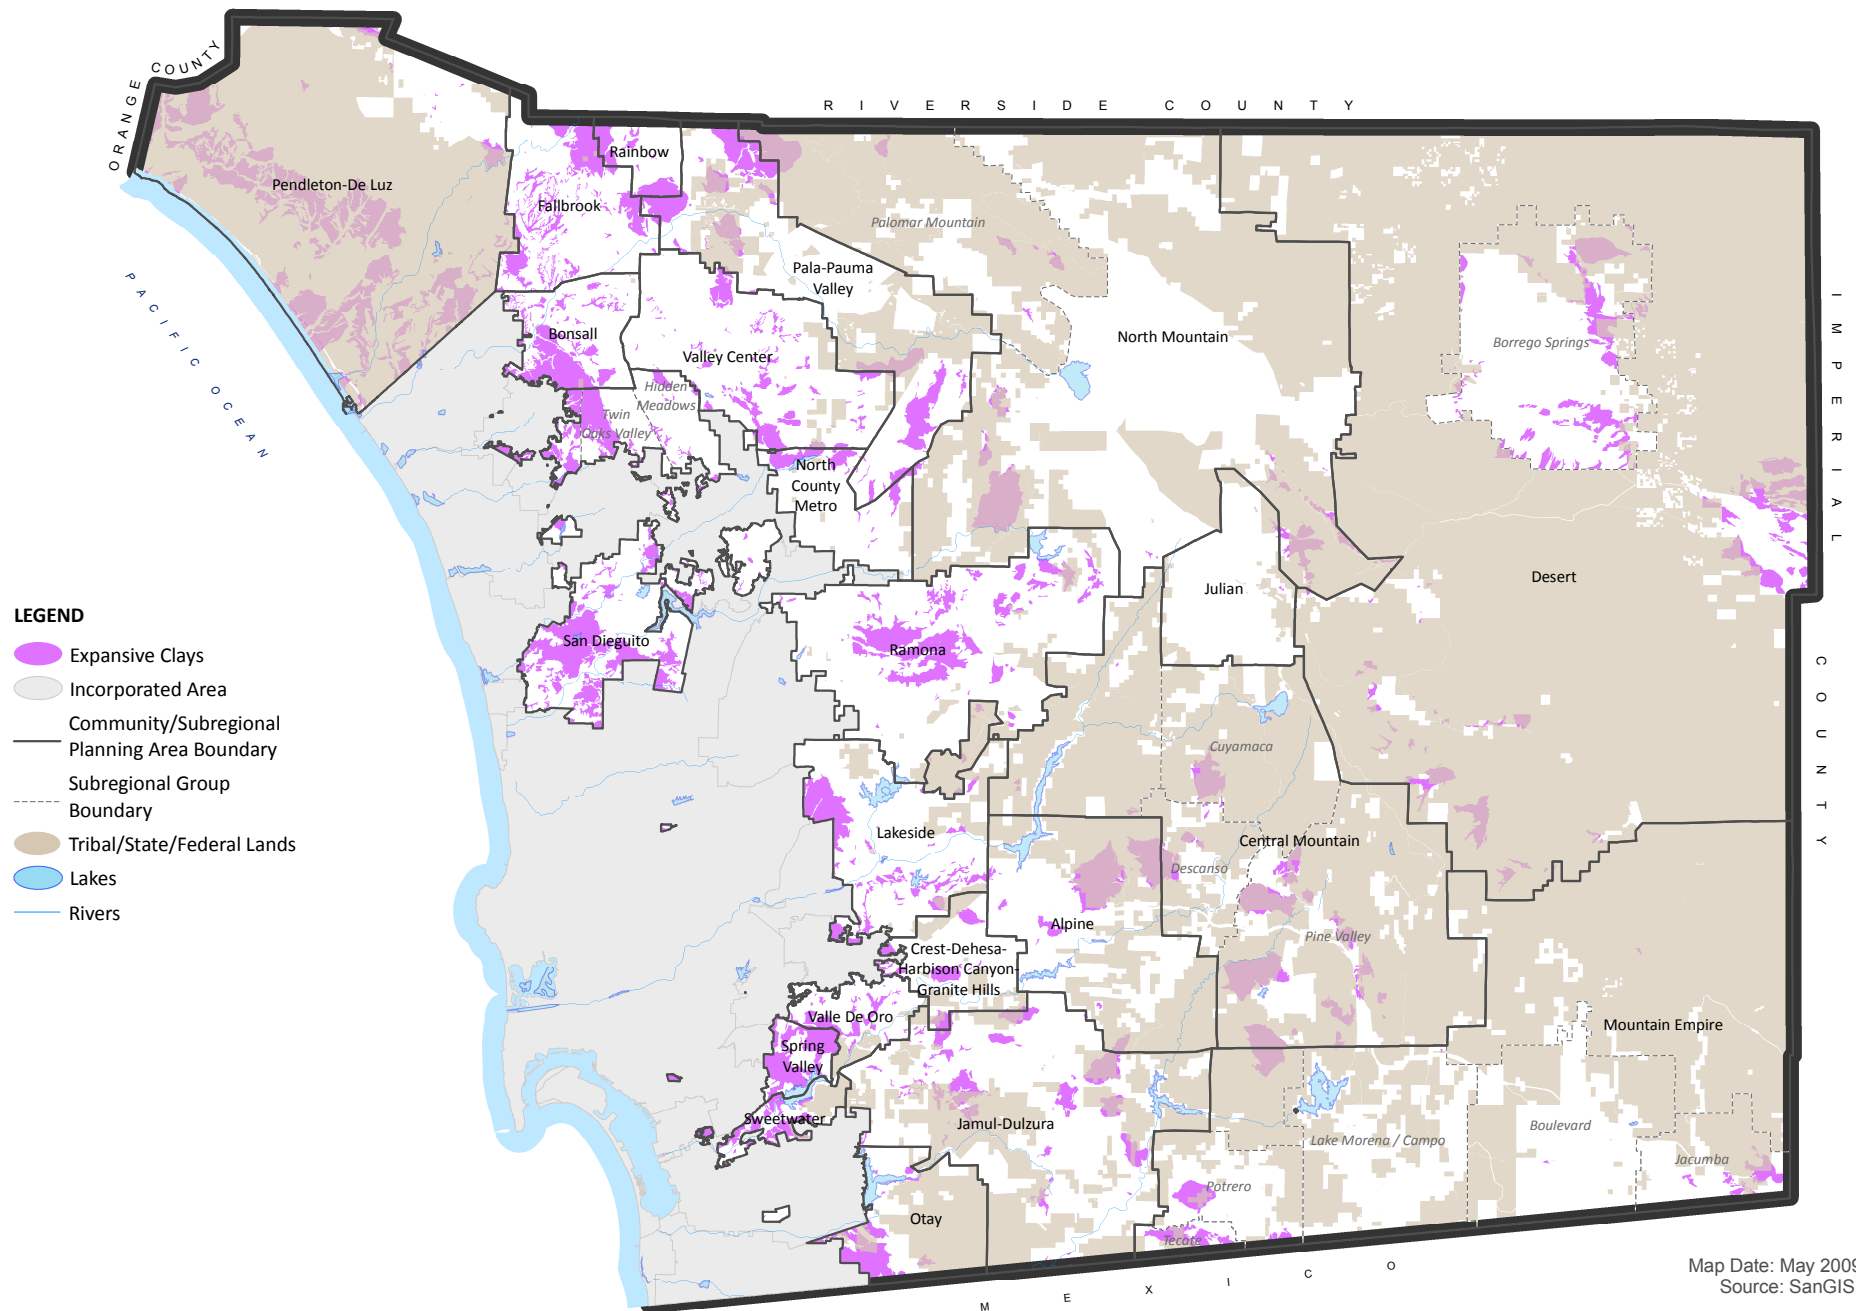 ORANGE COUNTY
RIVERSIDE COUNTY
IMPERIAL COUNTY
MEXICO
PACIFIC OCEAN
Pendleton-De Luz
Rainbow
Fallbrook
Palomar Mountain
Pala-Pauma
Valley
Bonsall
Valley Center
North Mountain
Borrego Springs
Hidden
Meadows
Twin
Oaks Valley
North
County
Metro
Desert
Julian
San Dieguito
Ramona
Cuyamaca
Lakeside
Central Mountain
Descanso
Alpine
Pine Valley
Crest-Dehesa-
Harbison Canyon-
Granite Hills
Valle De Oro
Spring
Valley
Mountain Empire
Sweetwater
Jamul-Dulzura
Lake Morena / Campo
Boulevard
Jacumba
Potrero
Otay
Tecate
LEGEND
Expansive Clays
Incorporated Area
Community/Subregional
Planning Area Boundary
Subregional Group
Boundary
Tribal/State/Federal Lands
Lakes
Rivers
Map Date: May 2009
Source: SanGIS